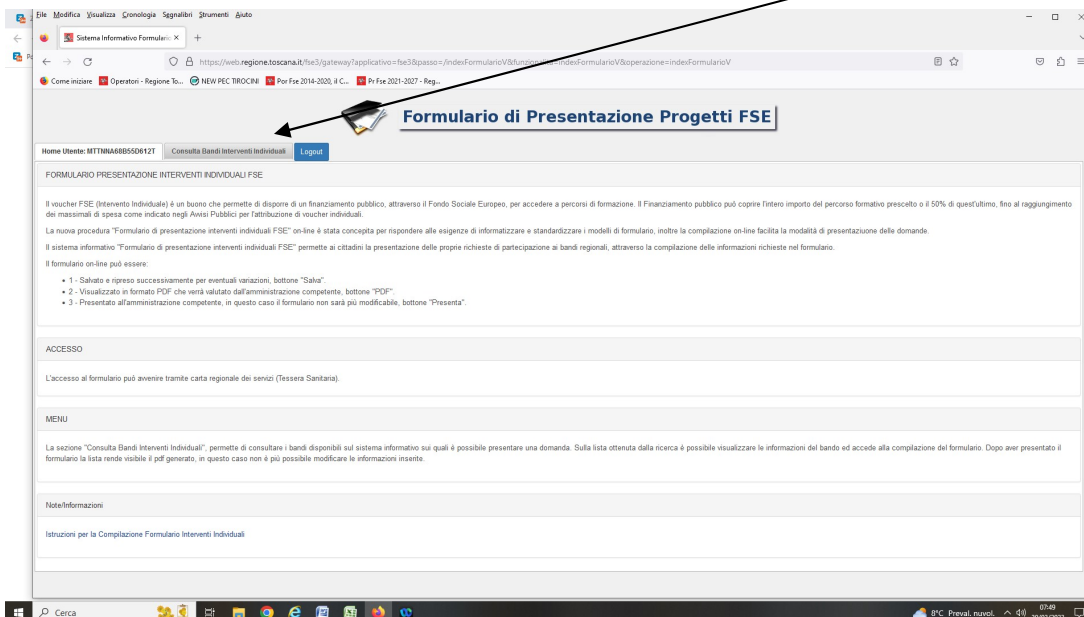 File Modifica Visualizza Cronologia Segnalibri Strumenti Aiuto
Sistema Informativo Formulario
https://web.regione.toscana.it/fse3/gateway?applicativo=fse3&passo=/indexFormularioV&funzionalita=indexFormularioV&operazione=indexFormularioV
Come iniziare Operatori - Regione To... NEW PEC TIROCINI Por Fse 2014-2020, il C... Pr Fse 2021-2027 - Reg...
Formulario di Presentazione Progetti FSE
Home Utente: MTTNNA68B55D612T Consulta Bandi Interventi Individuali Logout
FORMULARIO PRESENTAZIONE INTERVENTI INDIVIDUALI FSE
Il voucher FSE (Intervento Individuale) è un buono che permette di disporre di un finanziamento pubblico, attraverso il Fondo Sociale Europeo, per accedere a percorsi di formazione. Il Finanziamento pubblico può coprire l'intero importo del percorso formativo prescelto o il 50% di quest'ultimo, fino al raggiungimento
dei massimali di spesa come indicato negli Avvisi Pubblici per l'attribuzione di voucher individuali.
La nuova procedura "Formulario di presentazione interventi individuali FSE" on-line è stata concepita per rispondere alle esigenze di informatizzare e standardizzare i modelli di formulario, inoltre la compilazione on-line facilita la modalità di presentaziuone delle domande.
Il sistema informativo "Formulario di presentazione interventi individuali FSE" permette ai cittadini la presentazione delle proprie richieste di partecipazione ai bandi regionali, attraverso la compilazione delle informazioni richieste nel formulario.
Il formulario on-line può essere:
• 1 - Salvato e ripreso successivamente per eventuali variazioni, bottone "Salva".
• 2 - Visualizzato in formato PDF che verrà valutato dall'amministrazione competente, bottone "PDF".
• 3 - Presentato all'amministrazione competente, in questo caso il formulario non sarà più modificabile, bottone "Presenta".
ACCESSO
L'accesso al formulario può avvenire tramite carta regionale dei servizi (Tessera Sanitaria).
MENU
La sezione "Consulta Bandi Interventi Individuali", permette di consultare i bandi disponibili sul sistema informativo sui quali è possibile presentare una domanda. Sulla lista ottenuta dalla ricerca è possibile visualizzare le informazioni del bando ed accede alla compilazione del formulario. Dopo aver presentato il
formulario la lista rende visibile il pdf generato, in questo caso non è più possibile modificare le informazioni inserite.
Note/Informazioni
Istruzioni per la Compilazione Formulario Interventi Individuali
Cerca
8°C Preval. nuvol. 07:49